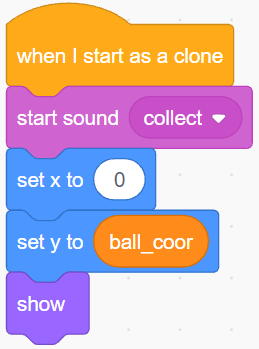 when I start as a clone
start sound collect
set x to 0
set y to ball_coor
show